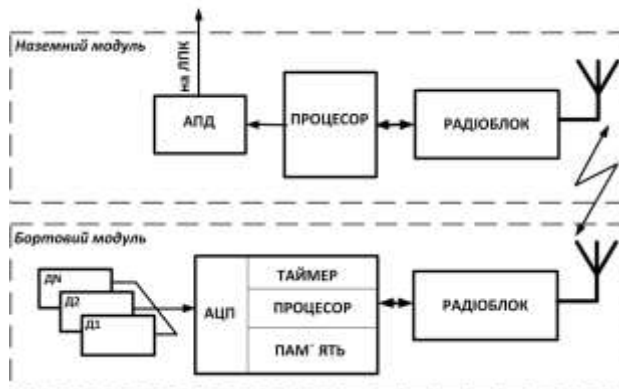 Наземний модуль
на ЛПК
АПД
ПРОЦЕСОР
РАДІОБЛОК
Бортовий модуль
ДN
Д2
Д1
АЦП
ТАЙМЕР
ПРОЦЕСОР
ПАМ᾽ЯТЬ
РАДІОБЛОК